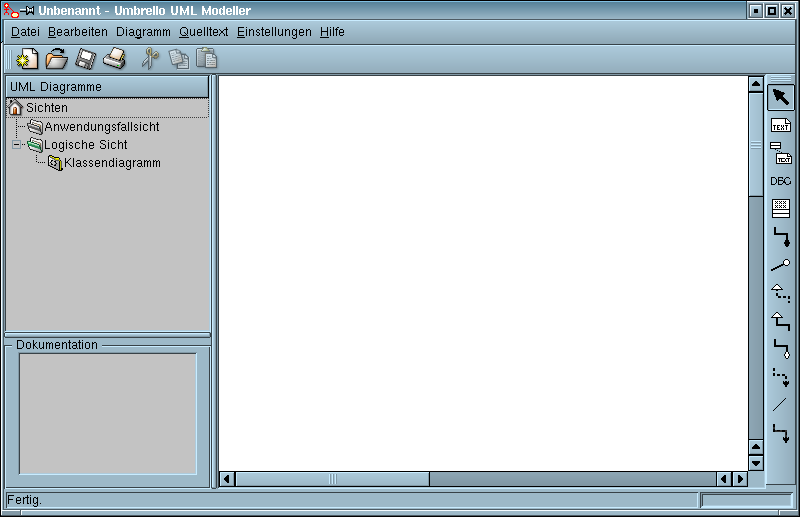 Unbenannt - Umbrello UML Modeller
Datei Bearbeiten Diagramm Quelltext Einstellungen Hilfe
UML Diagramme
Sichten
Anwendungsfallsicht
Logische Sicht
Klassendiagramm
TEXT
TEXT
DBC
Dokumentation
Fertig.